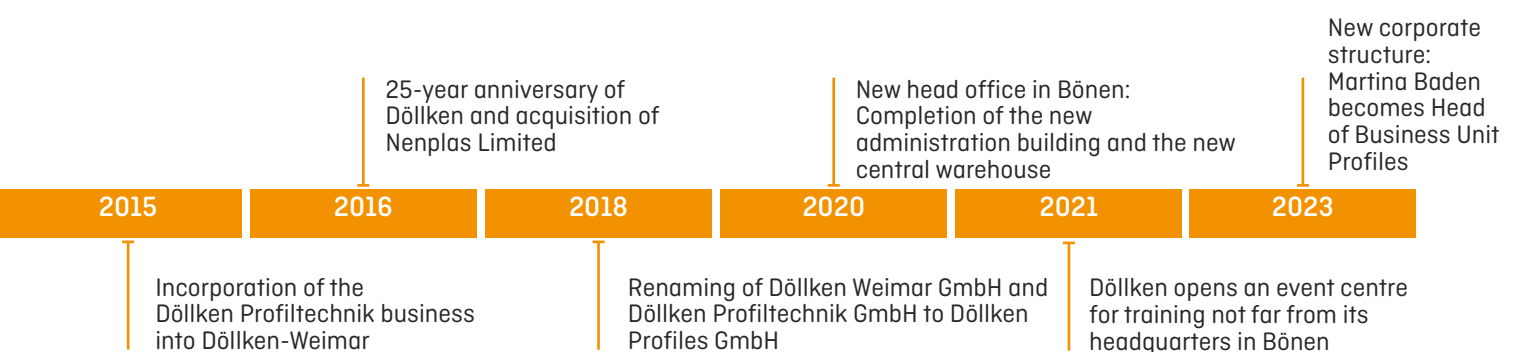 New corporate
structure:
Martina Baden
becomes Head
of Business Unit
Profiles
25-year anniversary of
Döllken and acquisition of
Nenplas Limited
New head office in Bönen:
Completion of the new
administration building and the new
central warehouse
2015
2016
2018
2020
2021
2023
Incorporation of the
Döllken Profiltechnik business
into Döllken-Weimar
Renaming of Döllken Weimar GmbH and
Döllken Profiltechnik GmbH to Döllken
Profiles GmbH
Döllken opens an event centre
for training not far from its
headquarters in Bönen